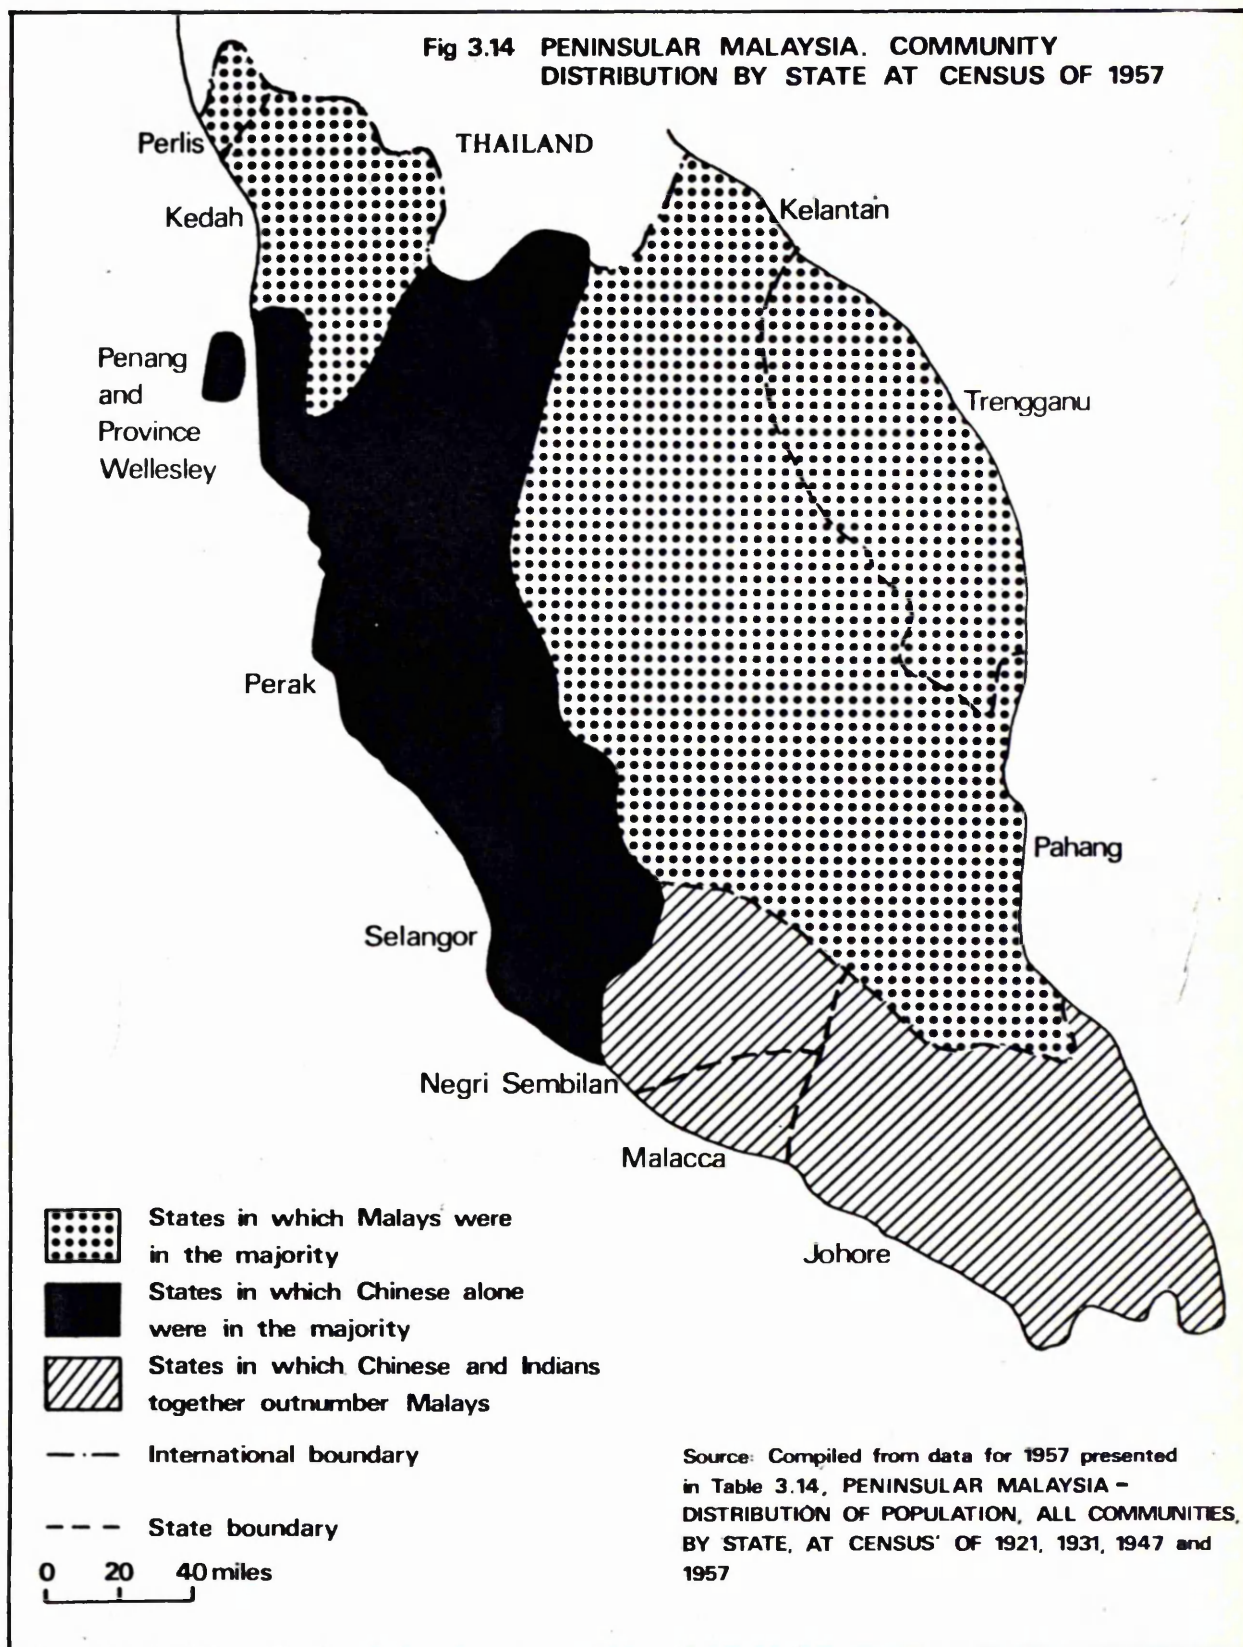 Fig 3.14 PENINSULAR MALAYSIA. COMMUNITY
DISTRIBUTION BY STATE AT CENSUS OF 1957
THAILAND
Perlis
Kedah
Kelantan
Penang
and
Province
Wellesley
Trengganu
Perak
Pahang
Selangor
Negri Sembilan
Malacca
Johore
States in which Malays were
in the majority
States in which Chinese alone
were in the majority
States in which Chinese and Indians
together outnumber Malays
International boundary
State boundary
0 20 40 miles
Source: Compiled from data for 1957 presented
in Table 3.14, PENINSULAR MALAYSIA –
DISTRIBUTION OF POPULATION, ALL COMMUNITIES,
BY STATE, AT CENSUS' OF 1921, 1931, 1947 and
1957